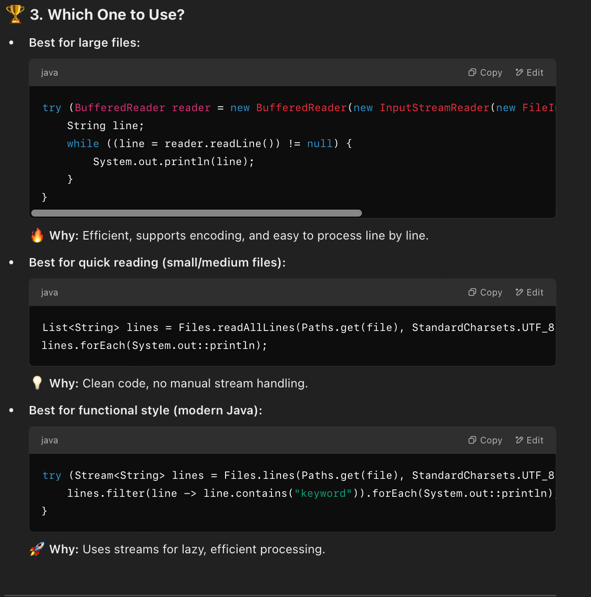 🏆 3. Which One to Use?
• Best for large files:
java Copy Edit
try (BufferedReader reader = new BufferedReader(new InputStreamReader(new FileI
    String line;
    while ((line = reader.readLine()) != null) {
        System.out.println(line);
    }
}
🔥 Why: Efficient, supports encoding, and easy to process line by line.
• Best for quick reading (small/medium files):
java Copy Edit
List<String> lines = Files.readAllLines(Paths.get(file), StandardCharsets.UTF_8
lines.forEach(System.out::println);
💡 Why: Clean code, no manual stream handling.
• Best for functional style (modern Java):
java Copy Edit
try (Stream<String> lines = Files.lines(Paths.get(file), StandardCharsets.UTF_8
    lines.filter(line -> line.contains("keyword")).forEach(System.out::println)
}
🚀 Why: Uses streams for lazy, efficient processing.